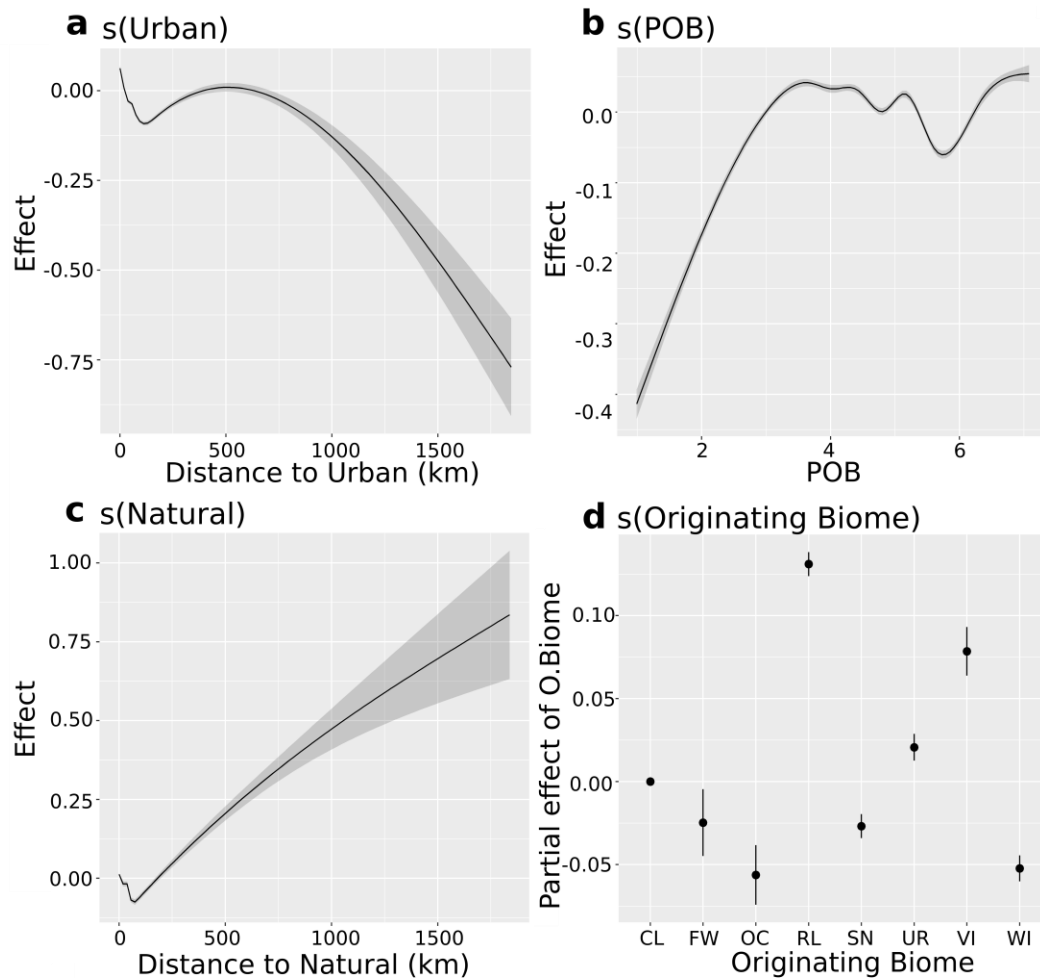 a s(Urban)
0.00
-0.25
-0.50
-0.75
Effect
0 500 1000 1500
Distance to Urban (km)
b s(POB)
0.0
-0.1
-0.2
-0.3
-0.4
Effect
2 4 6
POB
c s(Natural)
1.00
0.75
0.50
0.25
0.00
Effect
0 500 1000 1500
Distance to Natural (km)
d s(Originating Biome)
0.10
0.05
0.00
-0.05
Partial effect of O.Biome
CL FW OC RL SN UR VI WI
Originating Biome